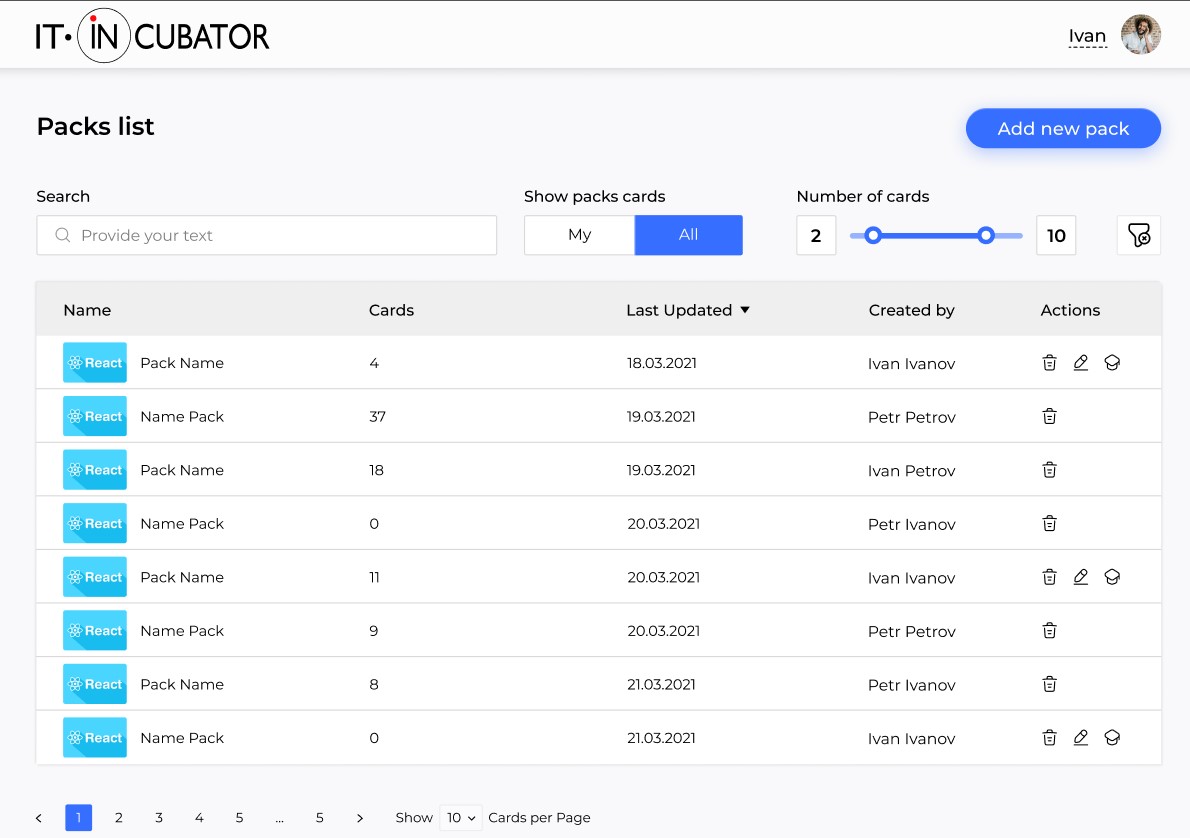 IT·INCUBATOR
Ivan
Packs list
Add new pack
Search
Show packs cards
Number of cards
Provide your text
My
All
2
10
Name Cards Last Updated Created by Actions
React Pack Name 4 18.03.2021 Ivan Ivanov
React Name Pack 37 19.03.2021 Petr Petrov
React Pack Name 18 19.03.2021 Ivan Petrov
React Name Pack 0 20.03.2021 Petr Ivanov
React Pack Name 11 20.03.2021 Ivan Ivanov
React Name Pack 9 20.03.2021 Petr Petrov
React Pack Name 8 21.03.2021 Petr Ivanov
React Name Pack 0 21.03.2021 Ivan Ivanov
< 1 2 3 4 5 ... 5 > Show 10 Cards per Page